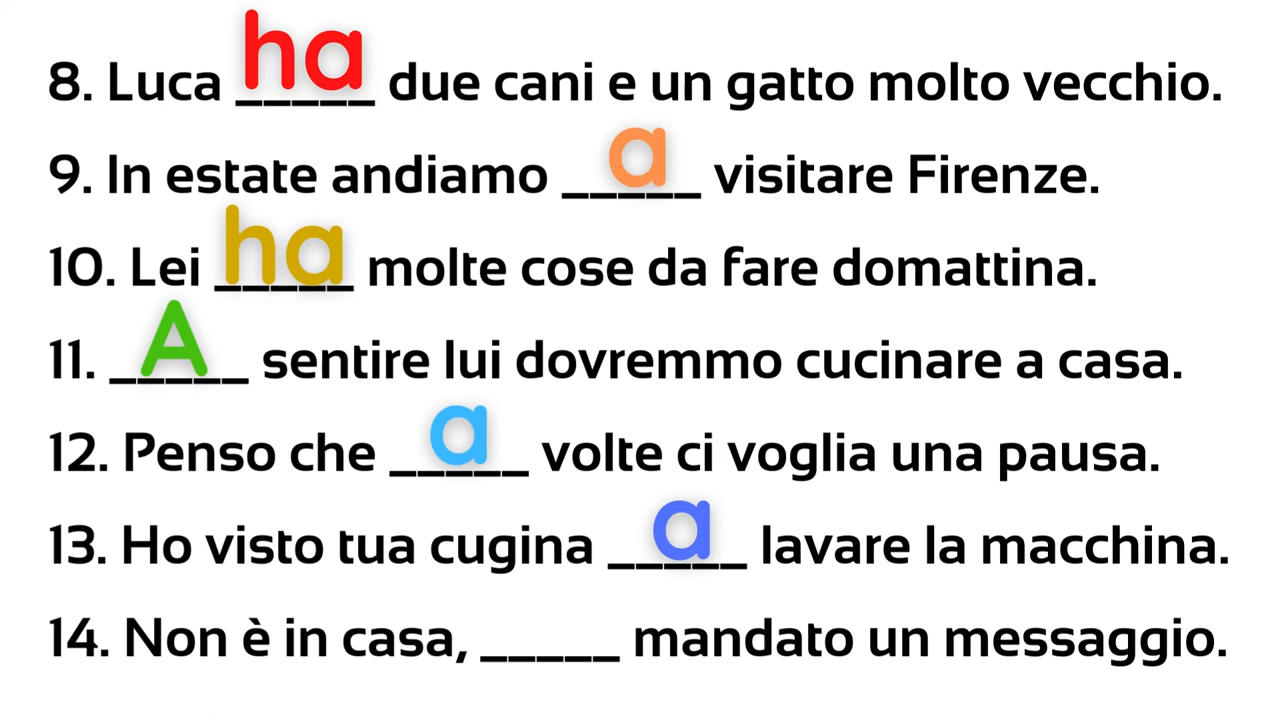 8. Luca ha due cani e un gatto molto vecchio.
9. In estate andiamo a visitare Firenze.
10. Lei ha molte cose da fare domattina.
11. A sentire lui dovremmo cucinare a casa.
12. Penso che a volte ci voglia una pausa.
13. Ho visto tua cugina a lavare la macchina.
14. Non è in casa, _____ mandato un messaggio.